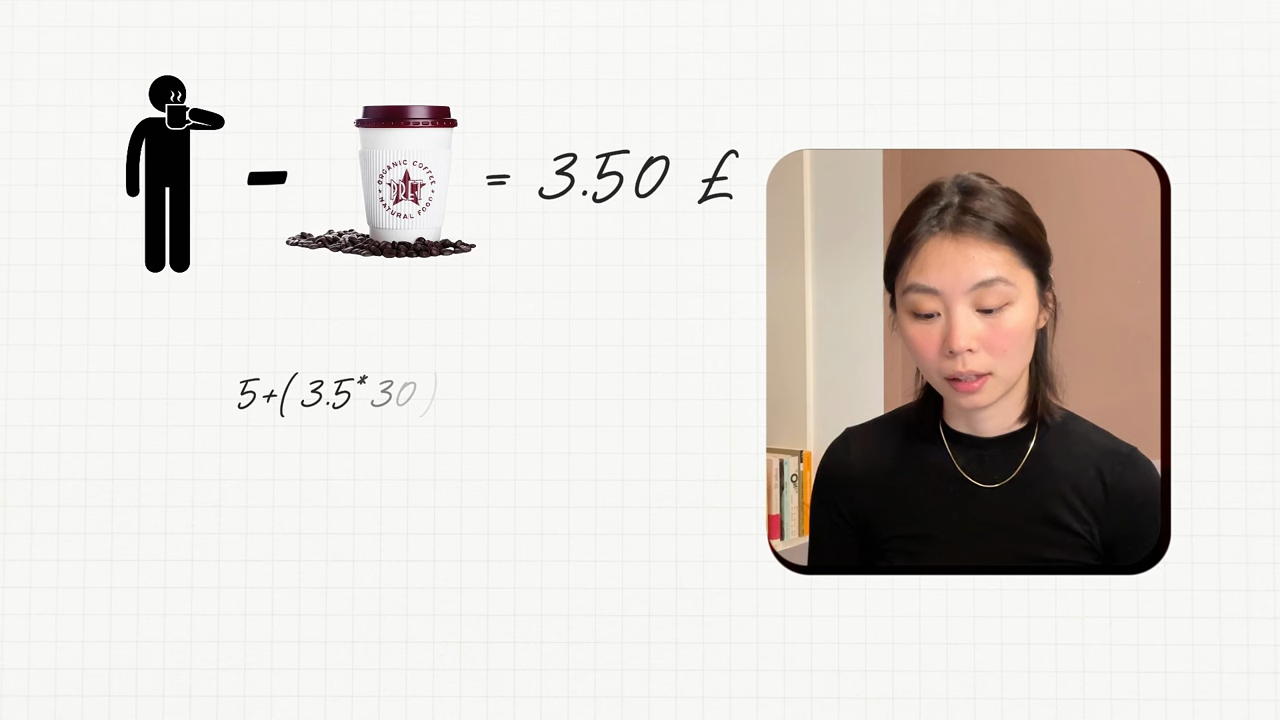 - = 3.50 £
ORGANIC COFFEE
PRET
NATURAL FOOD
5+(3.5*30)